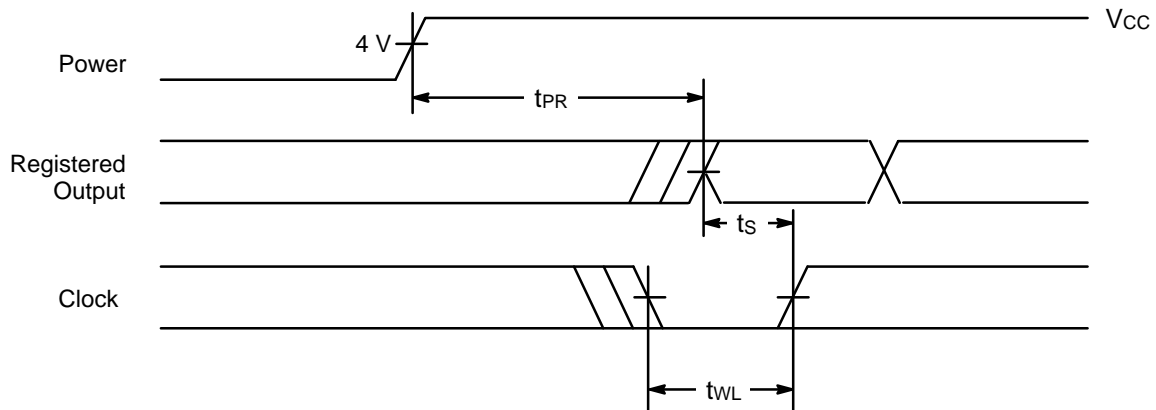 VCC
4 V
Power
tPR
Registered
Output
tS
Clock
tWL